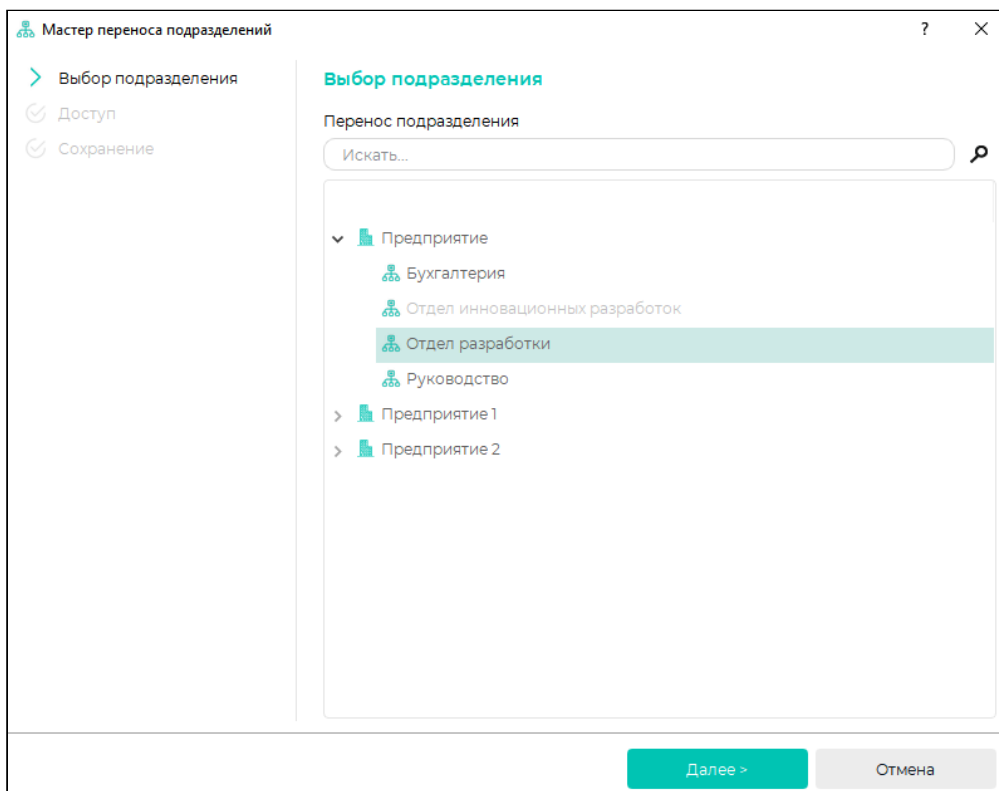 Мастер переноса подразделений
?
Выбор подразделения
Доступ
Сохранение
Выбор подразделения
Перенос подразделения
Искать...
Предприятие
Бухгалтерия
Отдел инновационных разработок
Отдел разработки
Руководство
Предприятие 1
Предприятие 2
Далее >
Отмена